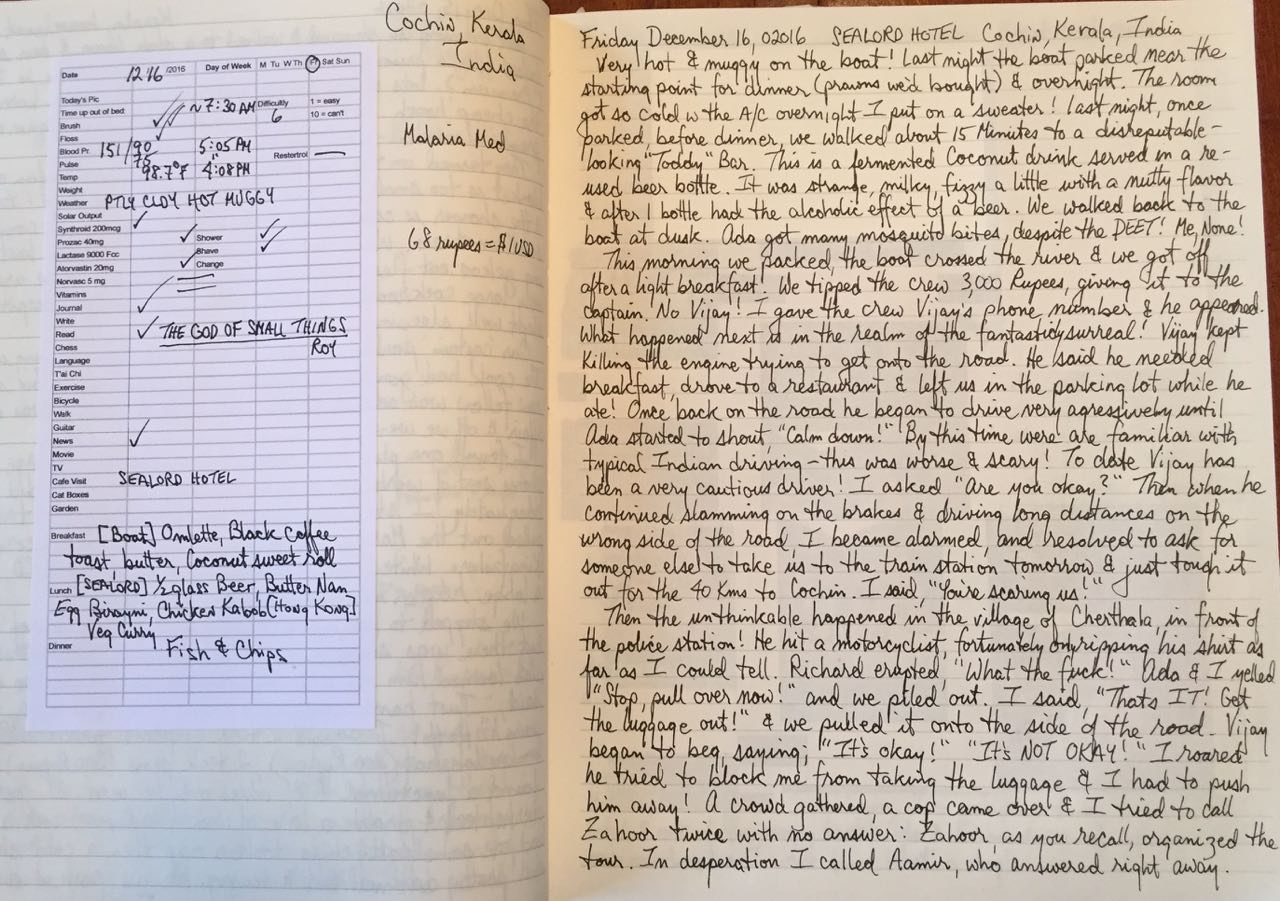 Cochin, Kerala
India
Malaria Med
68 rupees = $1 USD
Date 12 16 /2016 Day of Week M Tu W Th Fr Sat Sun
Today's Pic
Time up out of bed: ~7:30 AM Difficulty 6 1 = easy
Brush 10 = can't
Floss
Blood Pr. 151/90 5:05 AM
Pulse 75 " Restertrol —
Temp 98.7°F 4:08 PM
Weight
Weather PTLY CLDY HOT MUGGY
Solar Output
Synthroid 200mcg ✓
Prozac 40mg ✓ Shower ✓
Lactase 9000 Fcc Shave ✓
Atorvastin 20mg ✓ Change
Norvasc 5 mg
Vitamins
Journal ✓
Write
Read ✓ THE GOD OF SMALL THINGS
Chess ROY
Language
T'ai Chi
Exercise
Bicycle
Walk
Guitar
News ✓
Movie
TV
Cafe Visit SEALORD HOTEL
Cat Boxes
Garden
Breakfast [Boat] Omlette, Black Coffee
toast butter, Coconut sweet roll
Lunch [SEALORD] ½ glass Beer, Butter Nan
Egg Birayni, Chicken Kabob [Hong Kong]
Veg Curry
Dinner Fish & Chips
Friday December 16, 02016 SEALORD HOTEL Cochin, Kerala, India
Very hot & muggy on the boat! Last night the boat parked near the
starting point for dinner (prawns we'd bought) & overnight. The room
got so cold w the A/C overnight I put on a sweater! last night, once
parked, before dinner, we walked about 15 Minutes to a disreputable-
looking "Toddy" Bar. This is a fermented Coconut drink served in a re-
used beer bottle. It was strange, milky, fizzy a little with a nutty flavor
& after 1 bottle had the alcoholic effect of a beer. We walked back to the
boat at dusk. Ada got many mosquito bites, despite the DEET! Me, None!
This morning we packed, the boat crossed the river & we got off
after a light breakfast. We tipped the crew 3,000 Rupees, giving it to the
captain. No Vijay! I gave the crew Vijay's phone number & he appeared.
What happened next is in the realm of the fantastic/surreal! Vijay kept
Killing the engine trying to get onto the road. He said he needed
breakfast, drove to a restaurant & left us in the parking lot while he
ate! Once back on the road he began to drive very agressively until
Ada started to shout, "Calm down!" By this time were are familiar with
typical Indian driving - this was worse & scary! To date Vijay has
been a very cautious driver! I asked "Are you okay?" Then when he
continued slamming on the brakes & driving long distances on the
wrong side of the road, I became alarmed, and resolved to ask for
someone else to take us to the train station tomorrow & just tough it
out for the 40 Kms to Cochin. I said, "You're scaring us!"
Then the unthinkable happened in the village of Cherthala, in front of
the police station! He hit a motorcyclist, fortunately only ripping his shirt as
far as I could tell. Richard erupted, "What the fuck!" Ada & I yelled
"Stop, pull over now!" and we piled out. I said, "Thats IT! Get
the luggage out!" & we pulled it onto the side of the road. Vijay
began to beg, saying; "It's okay!" "It's NOT OKAY!" I roared
he tried to block me from taking the luggage & I had to push
him away! A crowd gathered, a cop came over & I tried to call
Zahoor twice with no answer: Zahoor, as you recall, organized the
tour. In desperation I called Aamir, who answered right away.